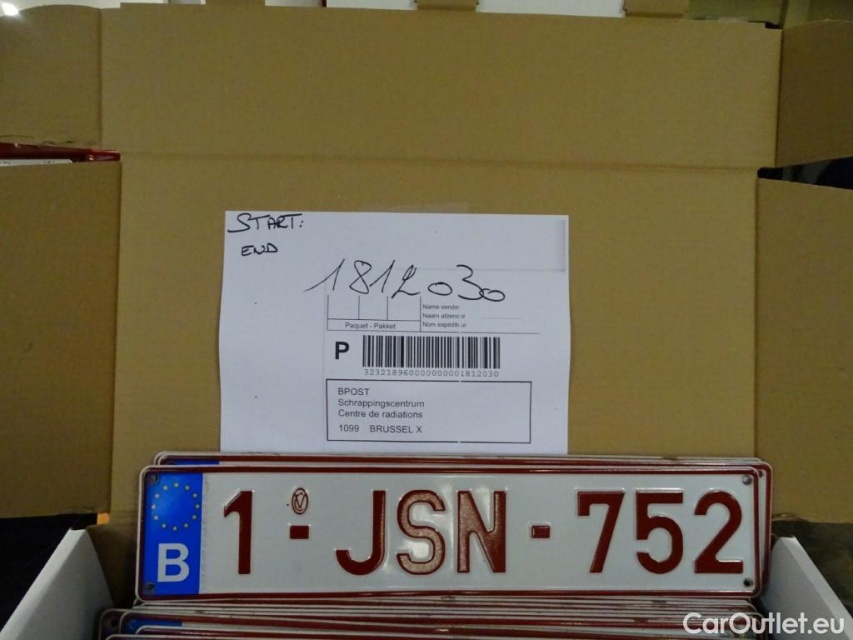 START:
END
1812030
Name sender
Naam afzender
Nom expéditeur
Paquet - Pakket
P
323218960000000001812030
BPOST
Schrappingscentrum
Centre de radiations
1099 BRUSSEL X
B 1-JSN-752
CarOutlet.eu